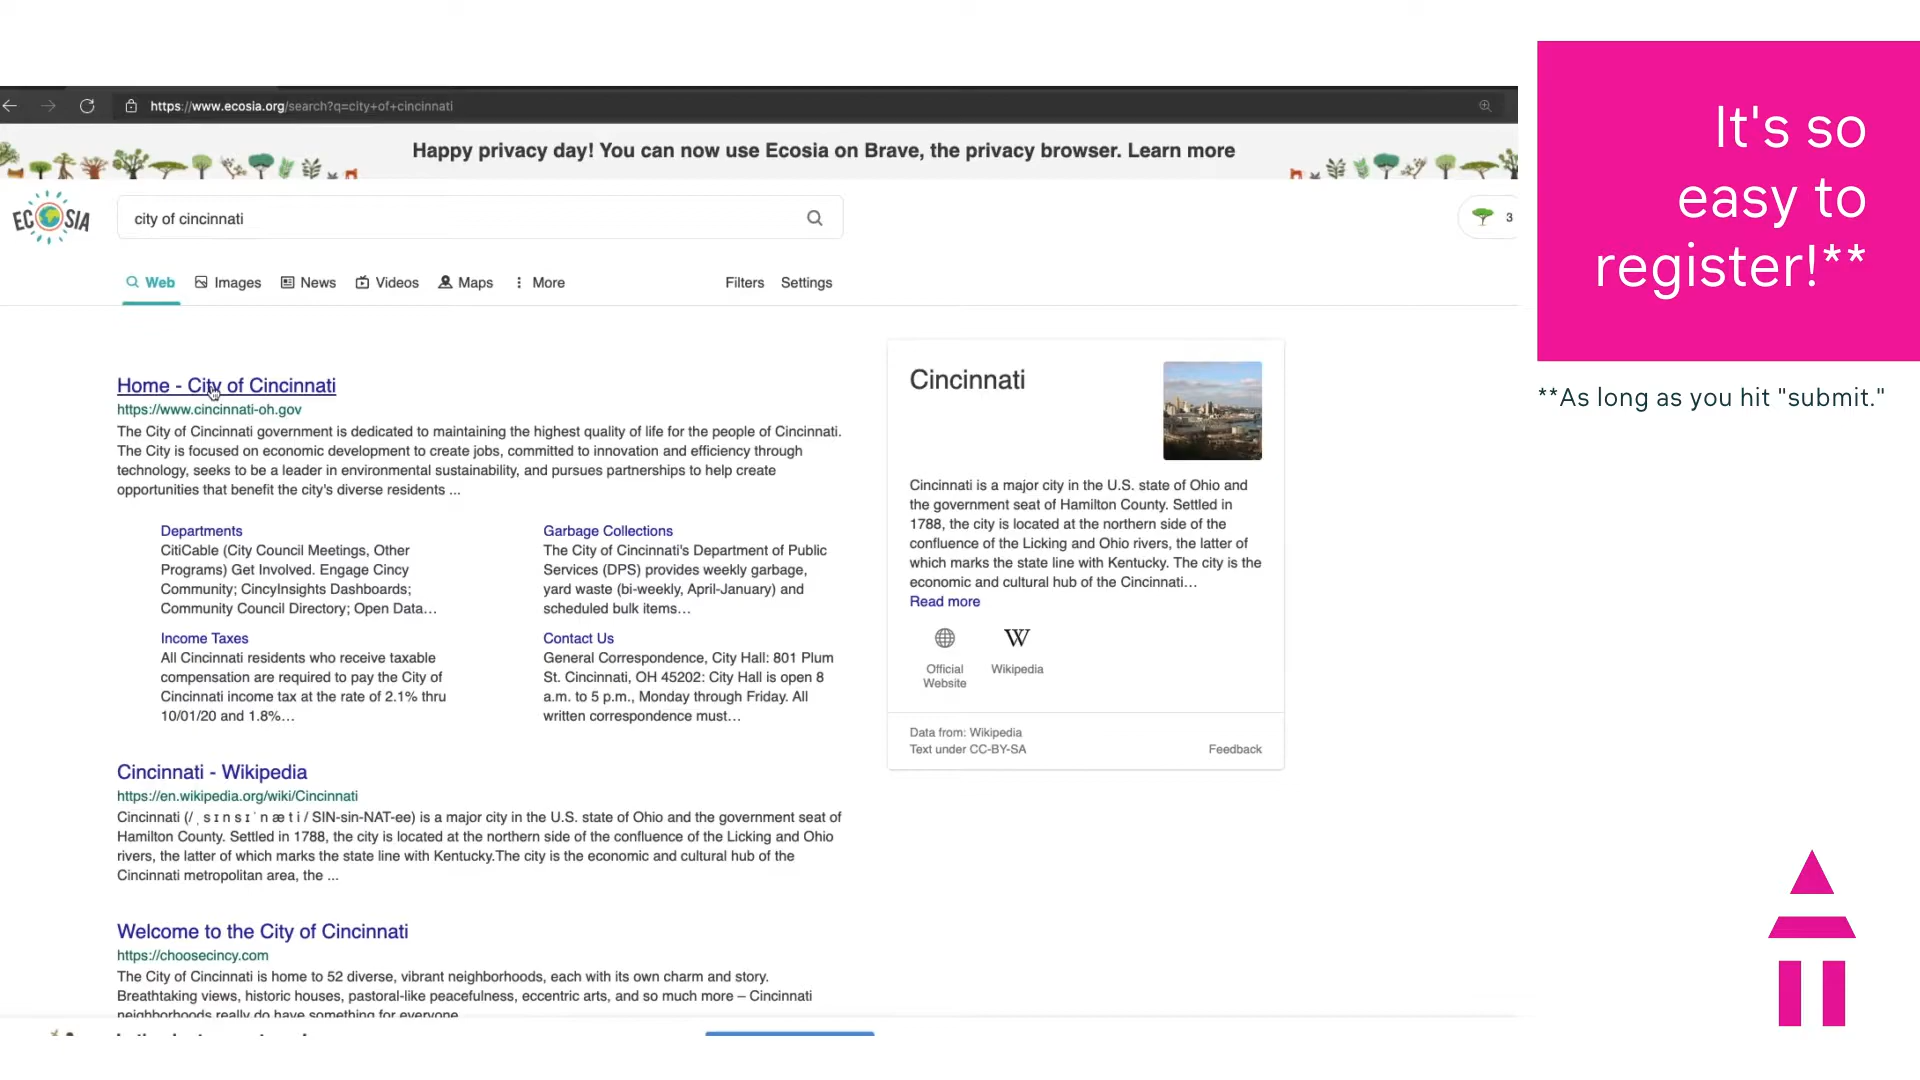 https://www.ecosia.org/search?q=city+of+cincinnati
Happy privacy day! You can now use Ecosia on Brave, the privacy browser. Learn more
ECOSIA
city of cincinnati
3
Web
Images
News
Videos
Maps
More
Filters
Settings
Home - City of Cincinnati
https://www.cincinnati-oh.gov
The City of Cincinnati government is dedicated to maintaining the highest quality of life for the people of Cincinnati.
The City is focused on economic development to create jobs, committed to innovation and efficiency through
technology, seeks to be a leader in environmental sustainability, and pursues partnerships to help create
opportunities that benefit the city's diverse residents ...
Departments
CitiCable (City Council Meetings, Other
Programs) Get Involved. Engage Cincy
Community; CincyInsights Dashboards;
Community Council Directory; Open Data...
Garbage Collections
The City of Cincinnati's Department of Public
Services (DPS) provides weekly garbage,
yard waste (bi-weekly, April-January) and
scheduled bulk items...
Income Taxes
All Cincinnati residents who receive taxable
compensation are required to pay the City of
Cincinnati income tax at the rate of 2.1% thru
10/01/20 and 1.8%...
Contact Us
General Correspondence, City Hall: 801 Plum
St. Cincinnati, OH 45202: City Hall is open 8
a.m. to 5 p.m., Monday through Friday. All
written correspondence must...
Cincinnati - Wikipedia
https://en.wikipedia.org/wiki/Cincinnati
Cincinnati (/ ˌ s ɪ n s ɪ ˈ n æ t i / SIN-sin-NAT-ee) is a major city in the U.S. state of Ohio and the government seat of
Hamilton County. Settled in 1788, the city is located at the northern side of the confluence of the Licking and Ohio
rivers, the latter of which marks the state line with Kentucky.The city is the economic and cultural hub of the
Cincinnati metropolitan area, the ...
Welcome to the City of Cincinnati
https://choosecincy.com
The City of Cincinnati is home to 52 diverse, vibrant neighborhoods, each with its own charm and story.
Breathtaking views, historic houses, pastoral-like peacefulness, eccentric arts, and so much more – Cincinnati
neighborhoods really do have something for everyone
Cincinnati
Cincinnati is a major city in the U.S. state of Ohio and
the government seat of Hamilton County. Settled in
1788, the city is located at the northern side of the
confluence of the Licking and Ohio rivers, the latter of
which marks the state line with Kentucky. The city is the
economic and cultural hub of the Cincinnati...
Read more
W
Official
Website
Wikipedia
Data from: Wikipedia
Text under CC-BY-SA
Feedback
It's so
easy to
register!**
**As long as you hit "submit."